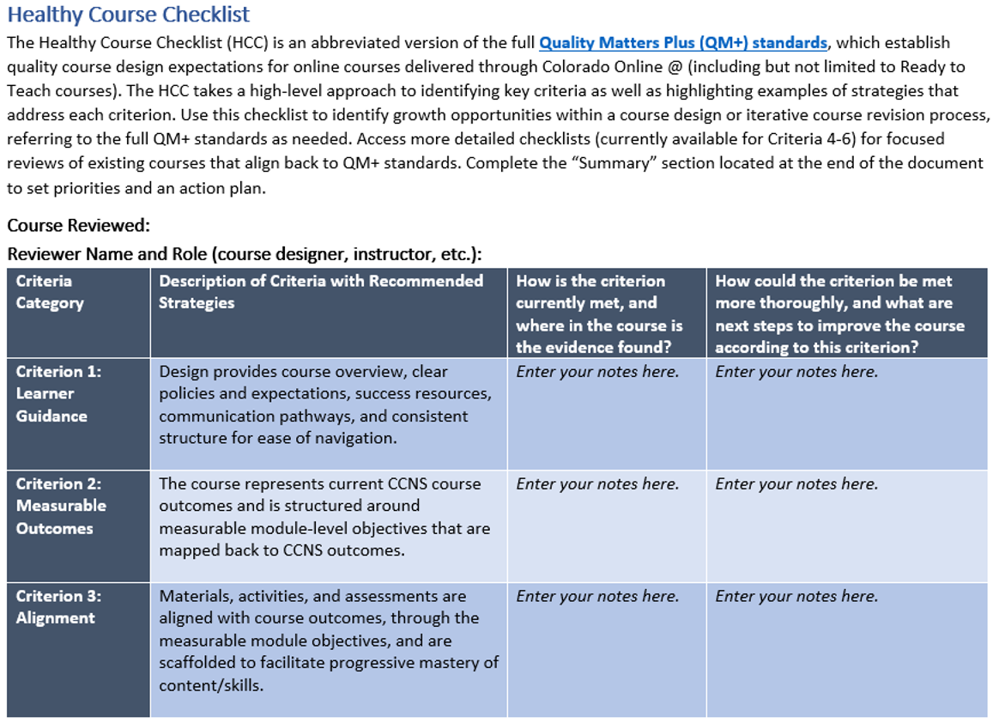 Healthy Course Checklist
The Healthy Course Checklist (HCC) is an abbreviated version of the full Quality Matters Plus (QM+) standards, which establish
quality course design expectations for online courses delivered through Colorado Online @ (including but not limited to Ready to
Teach courses). The HCC takes a high-level approach to identifying key criteria as well as highlighting examples of strategies that
address each criterion. Use this checklist to identify growth opportunities within a course design or iterative course revision process,
referring to the full QM+ standards as needed. Access more detailed checklists (currently available for Criteria 4-6) for focused
reviews of existing courses that align back to QM+ standards. Complete the “Summary” section located at the end of the document
to set priorities and an action plan.
Course Reviewed:
Reviewer Name and Role (course designer, instructor, etc.):
Criteria
Category
Description of Criteria with Recommended
Strategies
How is the criterion
currently met, and
where in the course is
the evidence found?
How could the criterion be met
more thoroughly, and what are
next steps to improve the course
according to this criterion?
Criterion 1:
Learner
Guidance
Design provides course overview, clear
policies and expectations, success resources,
communication pathways, and consistent
structure for ease of navigation.
Enter your notes here.
Enter your notes here.
Criterion 2:
Measurable
Outcomes
The course represents current CCNS course
outcomes and is structured around
measurable module-level objectives that are
mapped back to CCNS outcomes.
Enter your notes here.
Enter your notes here.
Criterion 3:
Alignment
Materials, activities, and assessments are
aligned with course outcomes, through the
measurable module objectives, and are
scaffolded to facilitate progressive mastery of
content/skills.
Enter your notes here.
Enter your notes here.